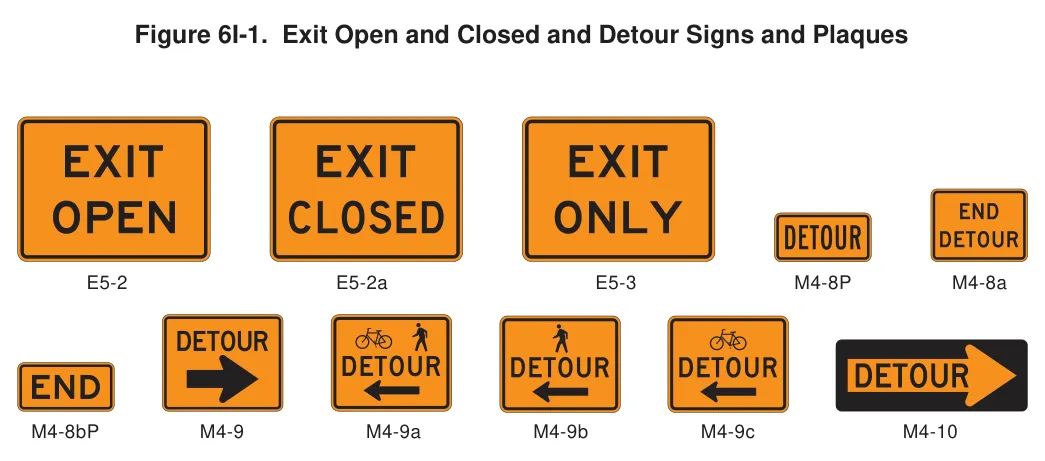 Figure 6I-1. Exit Open and Closed and Detour Signs and Plaques
EXIT
OPEN
E5-2
EXIT
CLOSED
E5-2a
EXIT
ONLY
E5-3
DETOUR
M4-8P
END
DETOUR
M4-8a
END
M4-8bP
DETOUR
M4-9
DETOUR
M4-9a
DETOUR
M4-9b
DETOUR
M4-9c
DETOUR
M4-10